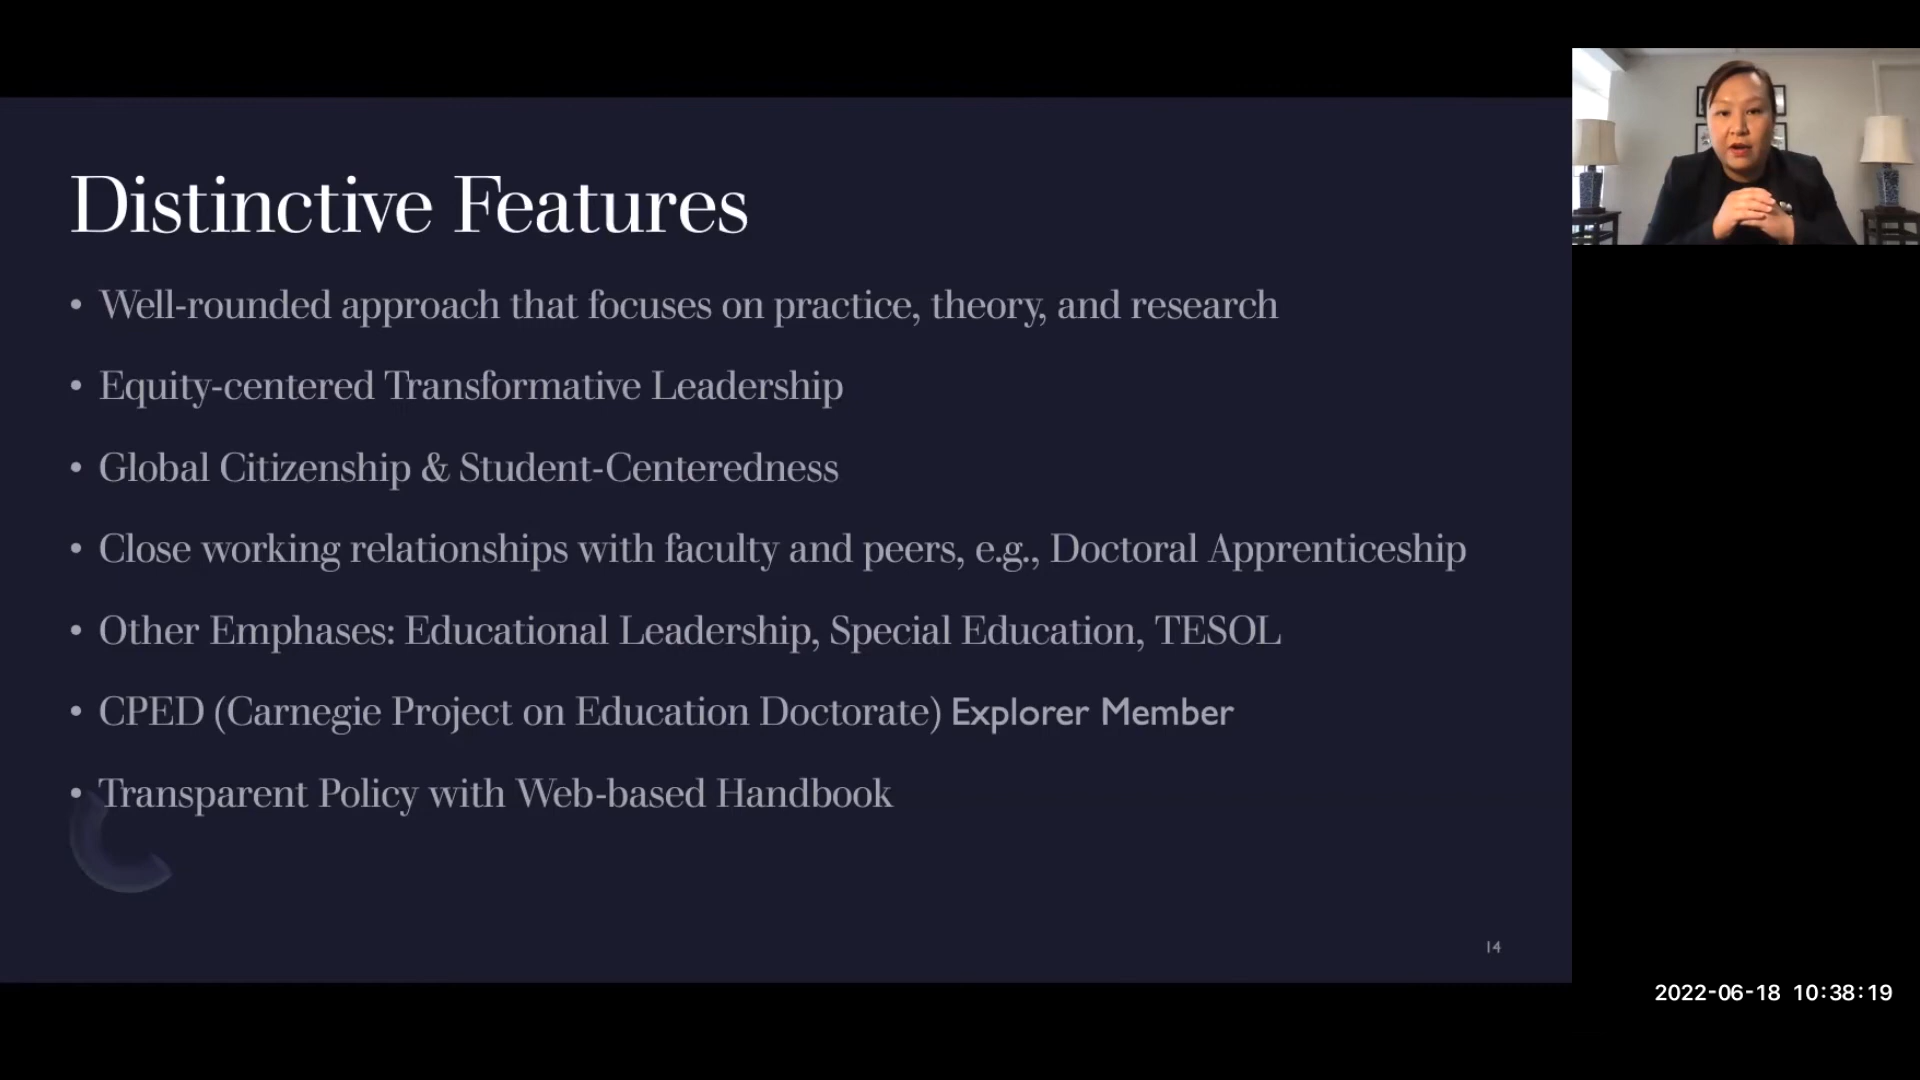 Distinctive Features
• Well-rounded approach that focuses on practice, theory, and research
• Equity-centered Transformative Leadership
• Global Citizenship & Student-Centeredness
• Close working relationships with faculty and peers, e.g., Doctoral Apprenticeship
• Other Emphases: Educational Leadership, Special Education, TESOL
• CPED (Carnegie Project on Education Doctorate) Explorer Member
• Transparent Policy with Web-based Handbook
14
2022-06-18 10:38:19